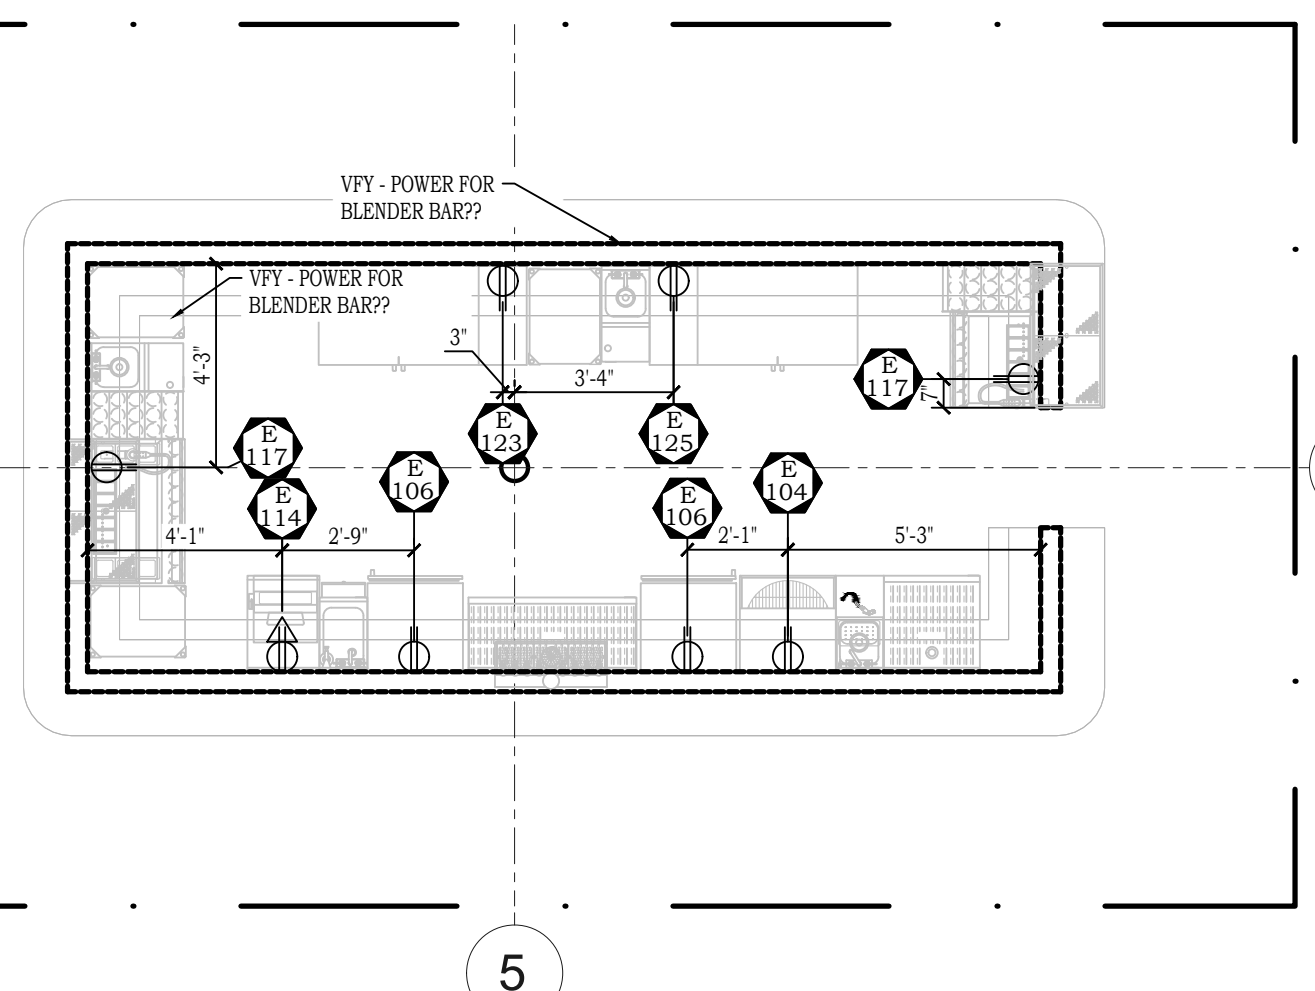 VFY - POWER FOR
BLENDER BAR??
VFY - POWER FOR
BLENDER BAR??
4'-3"
3"
3'-4"
E
117
7"
E
123
E
125
E
117
E
106
E
104
E
114
E
106
4'-1"
2'-9"
2'-1"
5'-3"
5